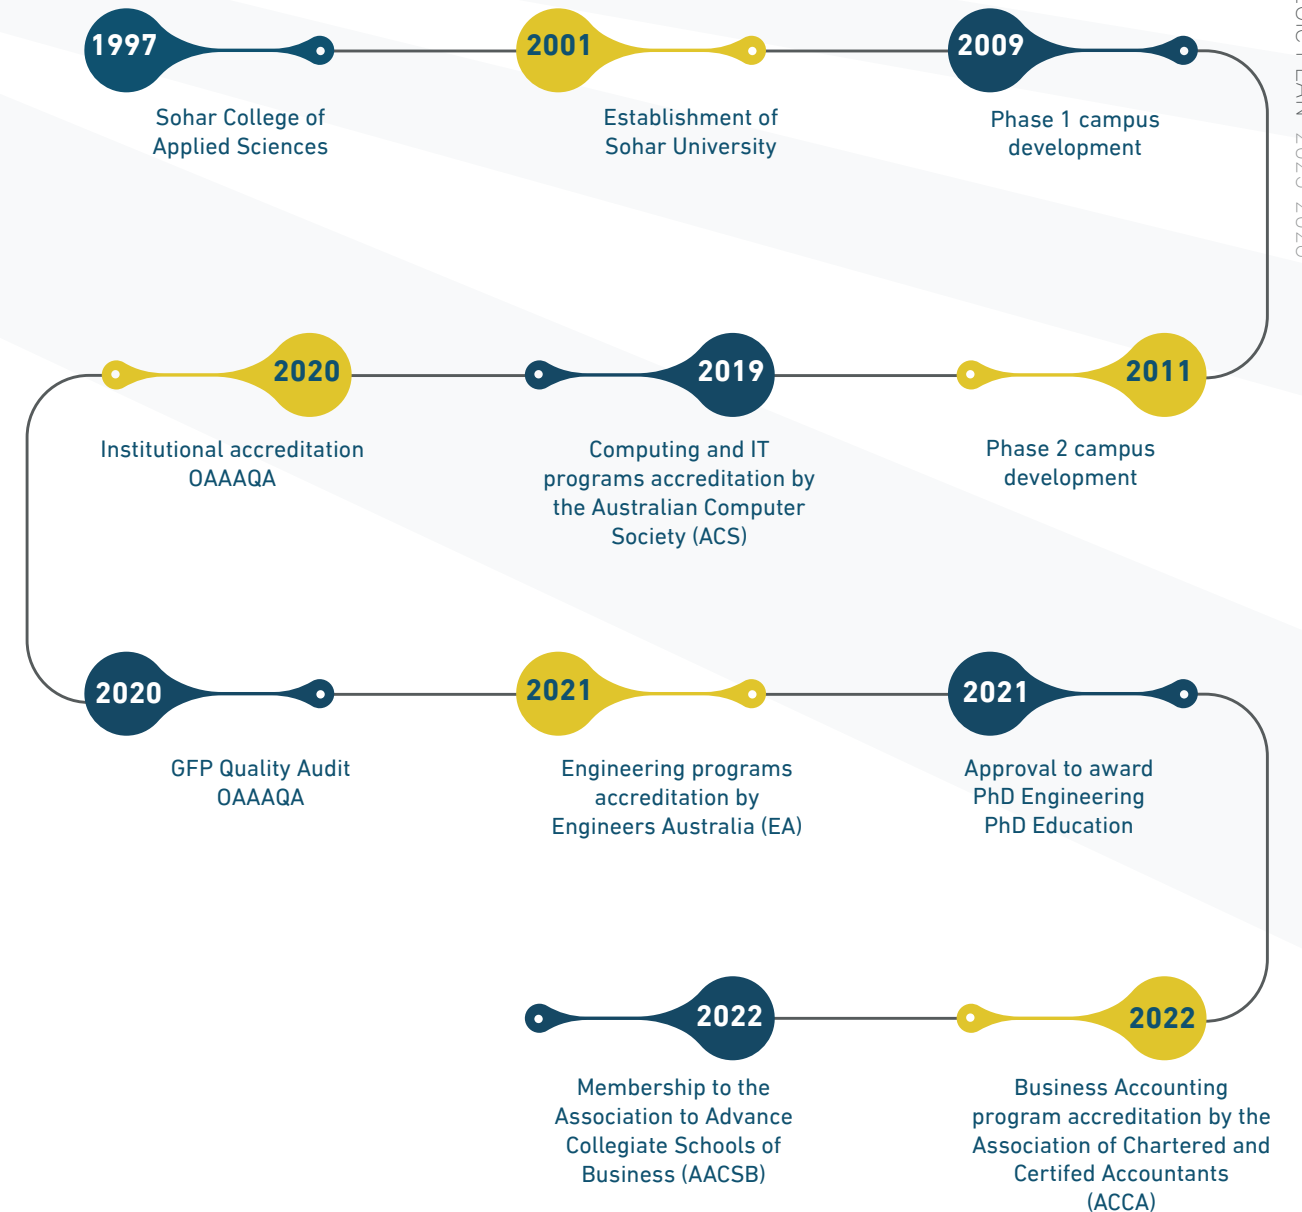 1997
Sohar College of
Applied Sciences
2001
Establishment of
Sohar University
2009
Phase 1 campus
development
2011
Phase 2 campus
development
2019
Computing and IT
programs accreditation by
the Australian Computer
Society (ACS)
2020
Institutional accreditation
OAAAQA
2020
GFP Quality Audit
OAAAQA
2021
Engineering programs
accreditation by
Engineers Australia (EA)
2021
Approval to award
PhD Engineering
PhD Education
2022
Business Accounting
program accreditation by the
Association of Chartered and
Certifed Accountants
(ACCA)
2022
Membership to the
Association to Advance
Collegiate Schools of
Business (AACSB)